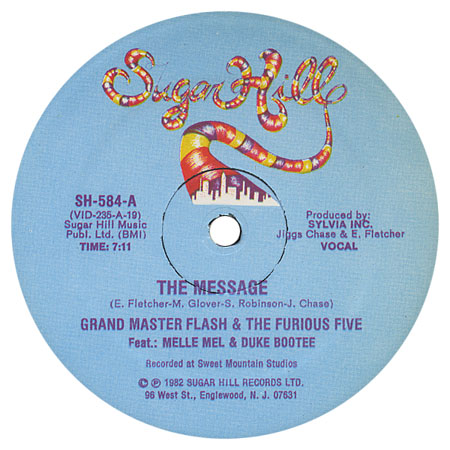 Sugar Hill
SH-584-A
(VID-235-A-19)
Sugar Hill Music
Publ. Ltd. (BMI)
TIME: 7:11
Produced by:
SYLVIA INC.
Jiggs Chase & E. Fletcher
VOCAL
THE MESSAGE
(E. Fletcher-M. Glover-S. Robinson-J. Chase)
GRAND MASTER FLASH & THE FURIOUS FIVE
Feat.: MELLE MEL & DUKE BOOTEE
Recorded at Sweet Mountain Studios
© ℗ 1982 SUGAR HILL RECORDS LTD.
96 West St., Englewood, N. J. 07631